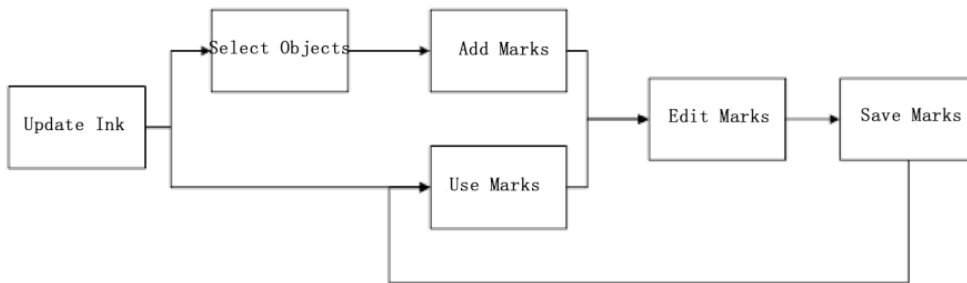 Select Objects
Add Marks
Update Ink
Edit Marks
Save Marks
Use Marks